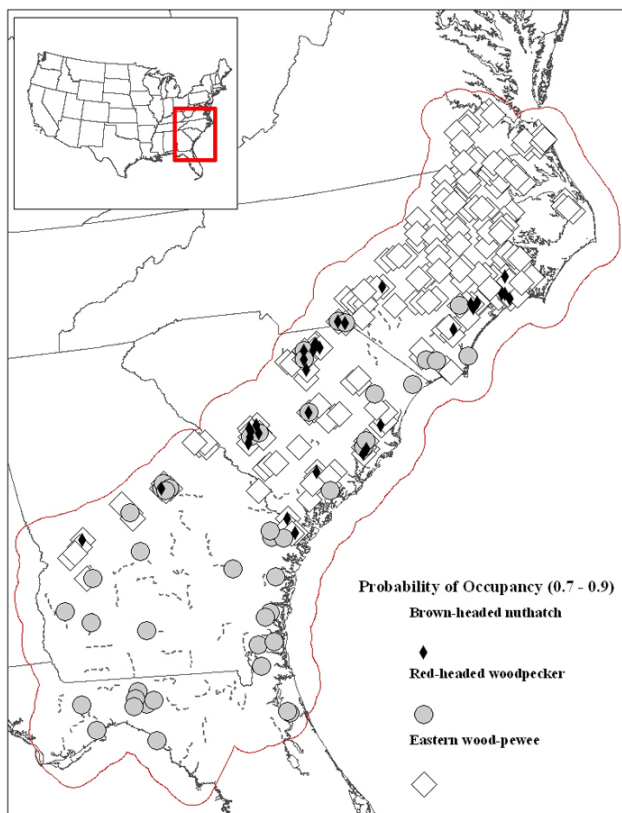 Probability of Occupancy (0.7 - 0.9)
Brown-headed nuthatch
Red-headed woodpecker
Eastern wood-pewee